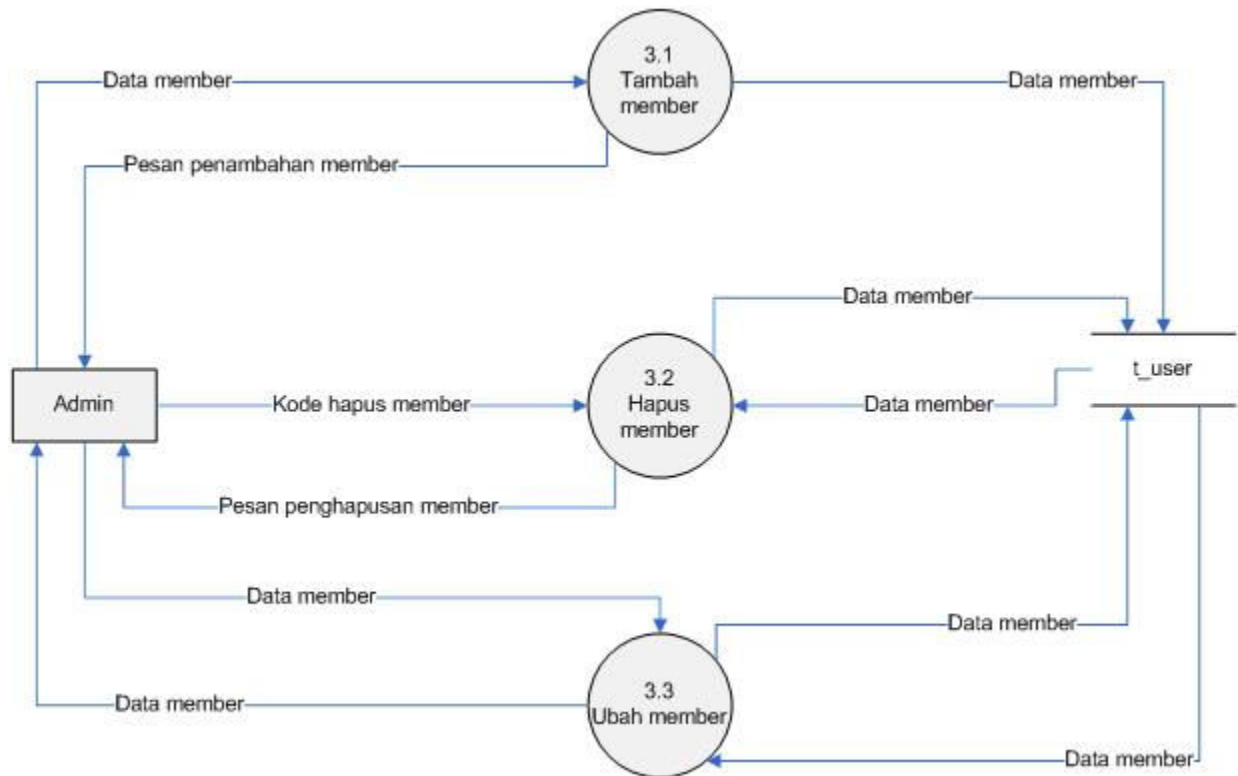 3.1
Tambah
member
Data member
Data member
Pesan penambahan member
Data member
3.2
Hapus
member
t_user
Admin
Kode hapus member
Data member
Pesan penghapusan member
Data member
Data member
3.3
Ubah member
Data member
Data member